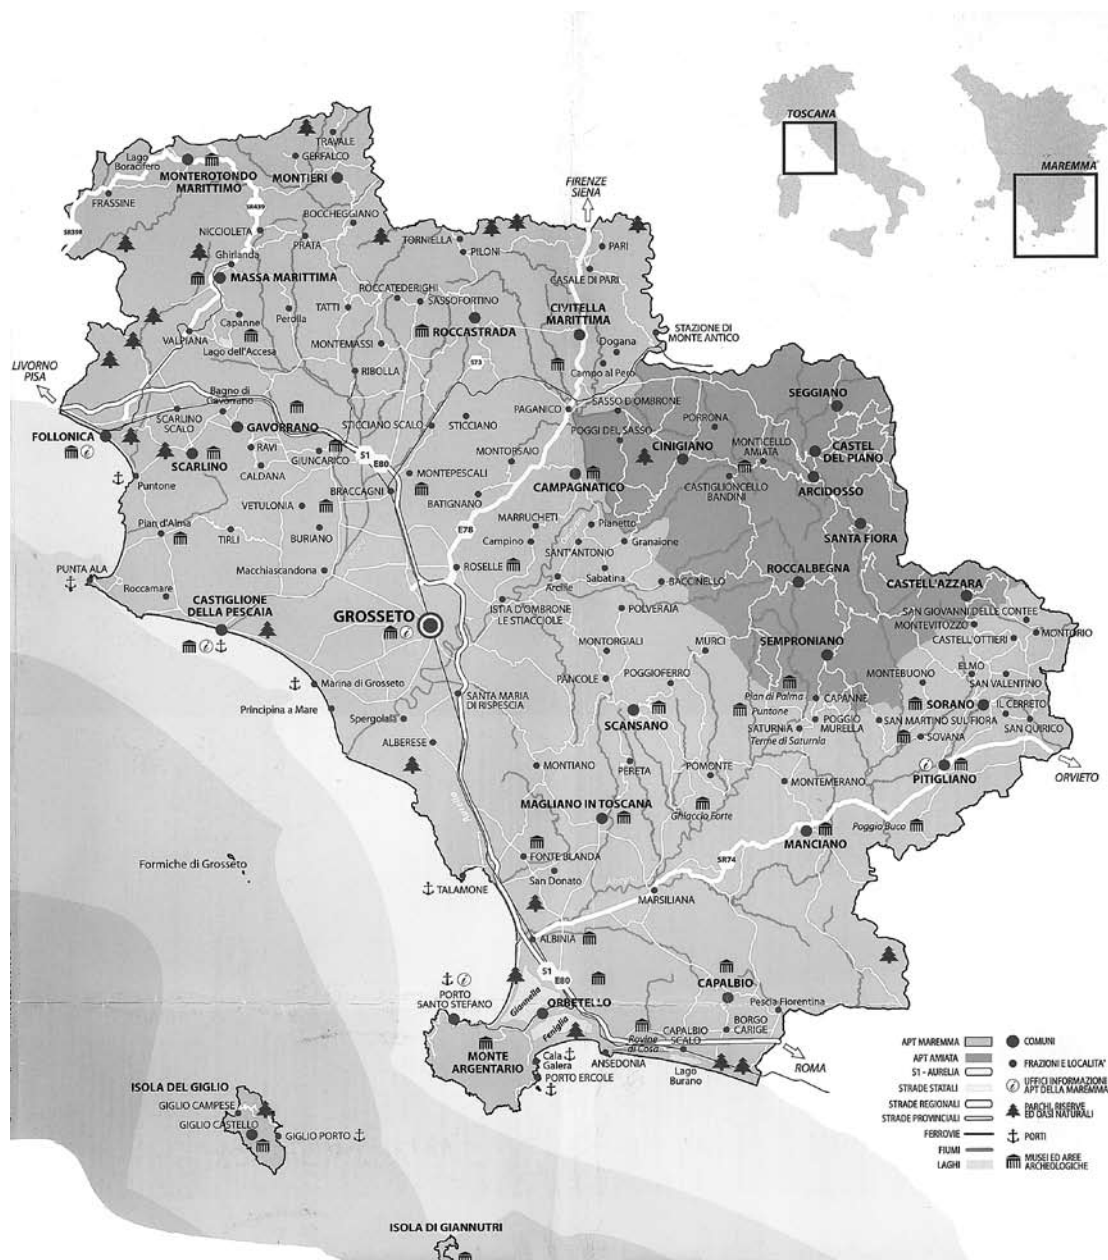 TOSCANA
MAREMMA
FIRENZE
SIENA
TRAVALE
GERFALCO
Lago
Boracifero
MONTEROTONDO
MARITTIMO
MONTIERI
FRASSINE
SR439
SR398
BOCCHEGGIANO
NICCIOLETA
PRATA
TORNIELLA
PILONI
PARI
Ghirlanda
MASSA MARITTIMA
CASALE DI PARI
ROCCATEDERIGHI
SASSOFORTINO
TATTI
Perolla
Capanne
CIVITELLA
MARITTIMA
ROCCASTRADA
STAZIONE DI
MONTE ANTICO
VALPIANA
Lago dell'Accesa
MONTEMASSI
Dogana
LIVORNO
PISA
S73
RIBOLLA
Campo al Pero
Bagno di
Gavorrano
SEGGIANO
SCARLINO
SCALO
PAGANICO
SASSO D'OMBRONE
PORRONA
FOLLONICA
GAVORRANO
STICCIANO SCALO
STICCIANO
POGGI DEL SASSO
CINIGIANO
MONTICELLO
AMIATA
CASTEL
DEL PIANO
RAVI
SCARLINO
GIUNCARICO
S1
E80
MONTORSAIO
CALDANA
MONTEPESCALI
CAMPAGNATICO
CASTIGLIONCELLO
BANDINI
ARCIDOSSO
Puntone
BRACCAGNI
BATIGNANO
VETULONIA
MARRUCHETI
Planetto
Pian d'Alma
TIRLI
BURIANO
E78
Campino
SANT'ANTONIO
Granaione
SANTA FIORA
PUNTA ALA
Macchiascandona
ROSELLE
Arcille
Sabatina
BACCINELLO
ROCCALBEGNA
CASTELL'AZZARA
Roccamare
CASTIGLIONE
DELLA PESCAIA
ISTIA D'OMBRONE
LE STIACCIOLE
POLVERAIA
SAN GIOVANNI DELLE CONTEE
MONTEVITOZZO
MONTORIO
CASTELL'OTTIERI
GROSSETO
MONTORGIALI
MURCI
SEMPRONIANO
ELMO
MONTEBUONO
SAN VALENTINO
Marina di Grosseto
PANCOLE
POGGIOFERRO
Pian di Palma
CAPANNE
Principina a Mare
SANTA MARIA
DI RISPESCIA
Spergolaia
SCANSANO
Puntone
SATURNIA
Terme di Saturnia
POGGIO
MURELLA
SORANO
IL CERRETO
SAN MARTINO SUL FIORA
SAN QUIRICO
SOVANA
ALBERESE
MONTIANO
PERETA
POMONTE
MONTEMERANO
PITIGLIANO
ORVIETO
MAGLIANO IN TOSCANA
Ghiaccio Forte
MANCIANO
Poggio Buco
Formiche di Grosseto
FONTE BLANDA
San Donato
SR74
TALAMONE
MARSILIANA
ALBINIA
S1
E80
PORTO
SANTO STEFANO
Giannella
ORBETELLO
Feniglia
CAPALBIO
Pescia Fiorentina
CAPALBIO
SCALO
BORGO
CARIGE
Rovine
di Cosa
MONTE
ARGENTARIO
Cala
Galera
ANSEDONIA
Lago
Burano
ROMA
PORTO ERCOLE
ISOLA DEL GIGLIO
GIGLIO CAMPESE
GIGLIO CASTELLO
GIGLIO PORTO
ISOLA DI GIANNUTRI
APT MAREMMA
APT AMIATA
S1 - AURELIA
STRADE STATALI
STRADE REGIONALI
STRADE PROVINCIALI
FERROVIE
FIUMI
LAGHI
COMUNI
FRAZIONI E LOCALITA'
UFFICI INFORMAZIONI
APT DELLA MAREMMA
PARCHI, RISERVE
ED OASI NATURALI
PORTI
MUSEI ED AREE
ARCHEOLOGICHE